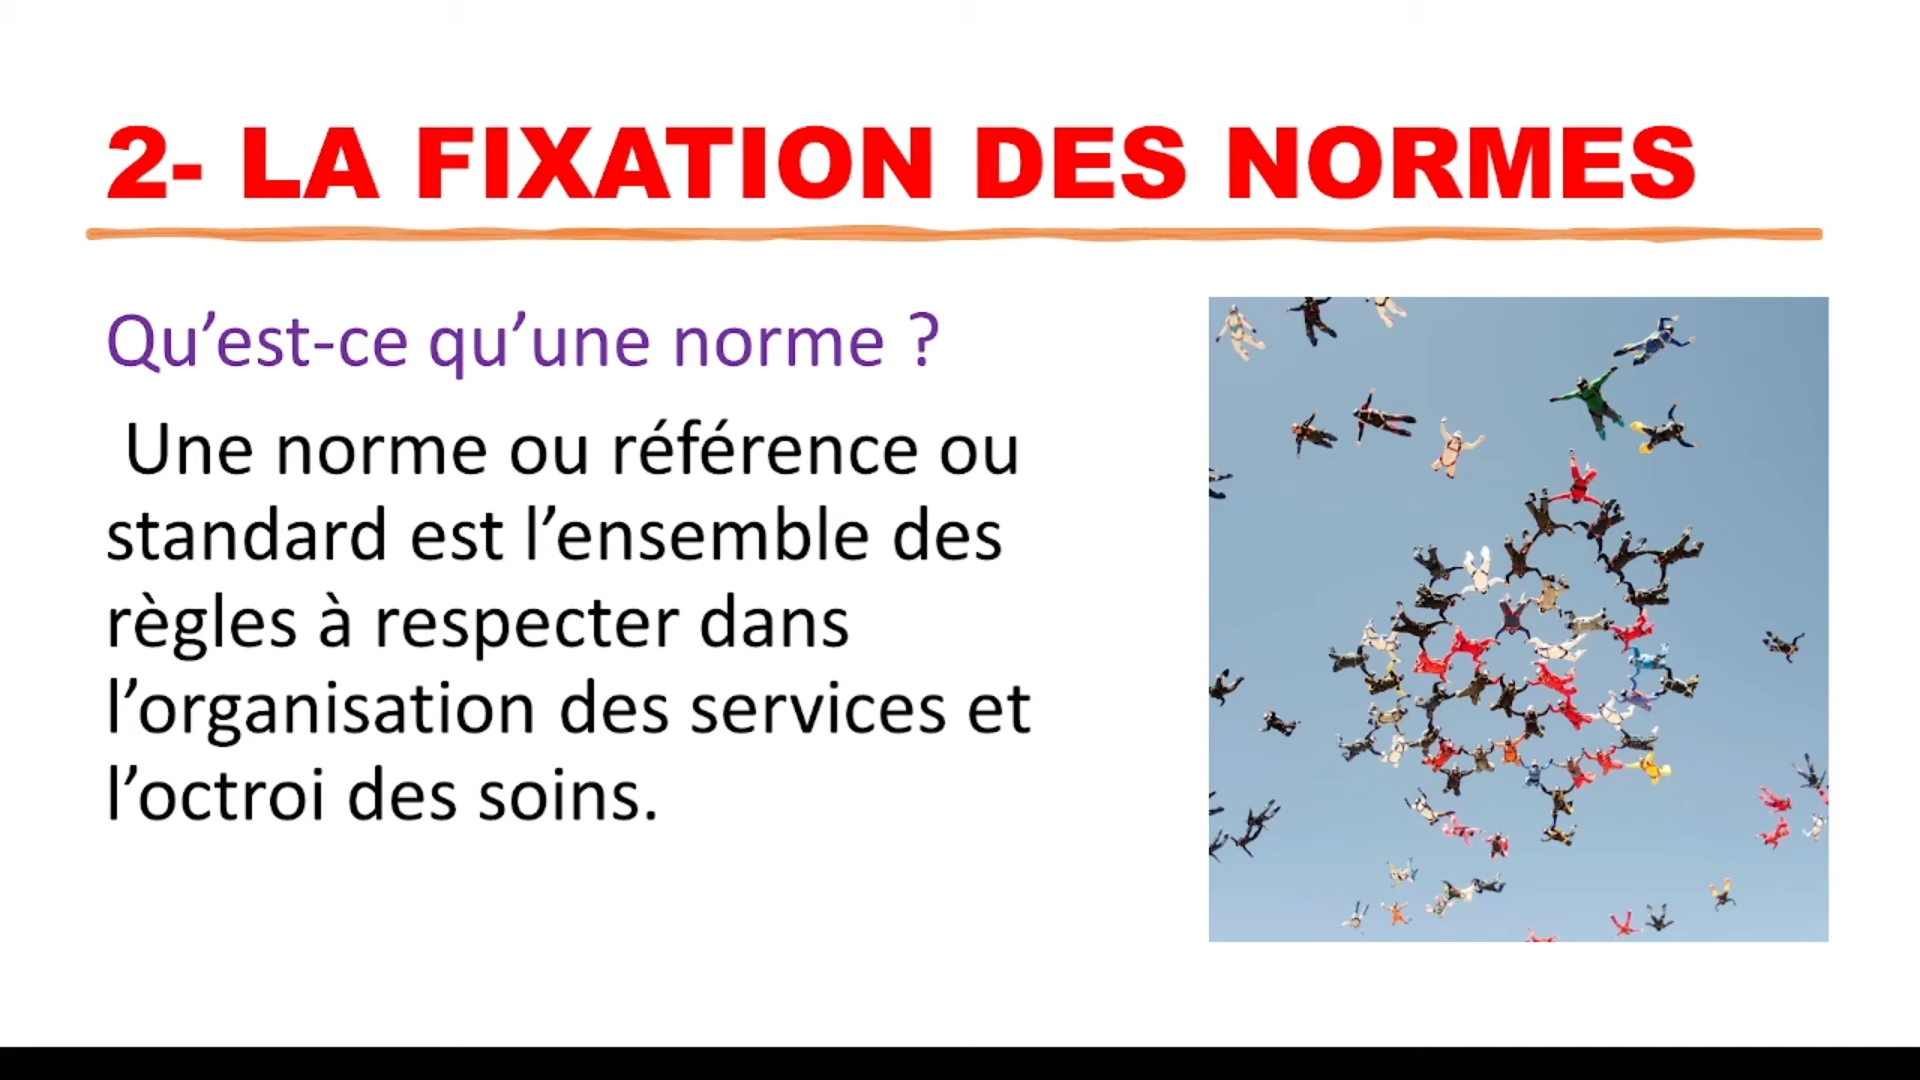 2- LA FIXATION DES NORMES
Qu’est-ce qu’une norme ?
Une norme ou référence ou
standard est l’ensemble des
règles à respecter dans
l’organisation des services et
l’octroi des soins.